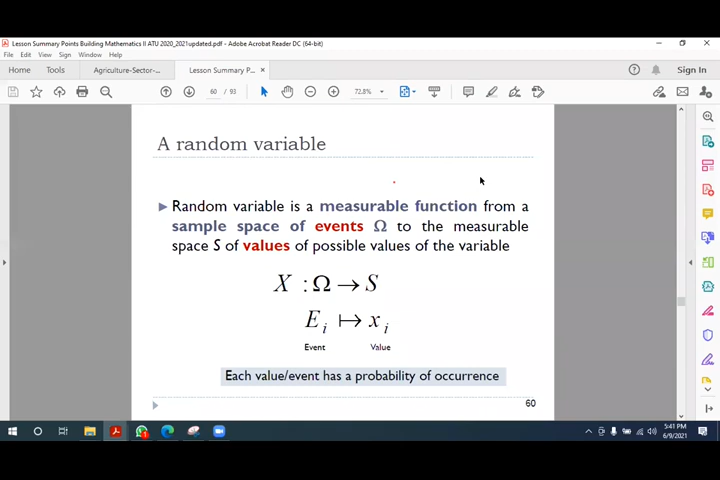 Lesson Summary Points Building Mathematics II ATU 2020_2021updated.pdf - Adobe Acrobat Reader DC (64-bit)
File Edit View Sign Window Help
Home Tools Agriculture-Sector-... Lesson Summary P... × Sign In
60 / 93 72.8%
A random variable
Random variable is a measurable function from a
sample space of events Ω to the measurable
space S of values of possible values of the variable
X : Ω → S
E i ↦ x i
Event Value
Each value/event has a probability of occurrence
60
5:41 PM
6/9/2021